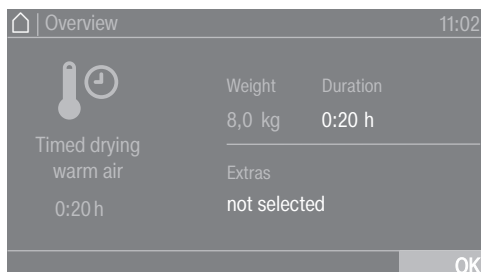 | Overview 11:02
Weight Duration
8,0 kg 0:20 h
Timed drying
warm air
0:20 h
Extras
not selected
OK